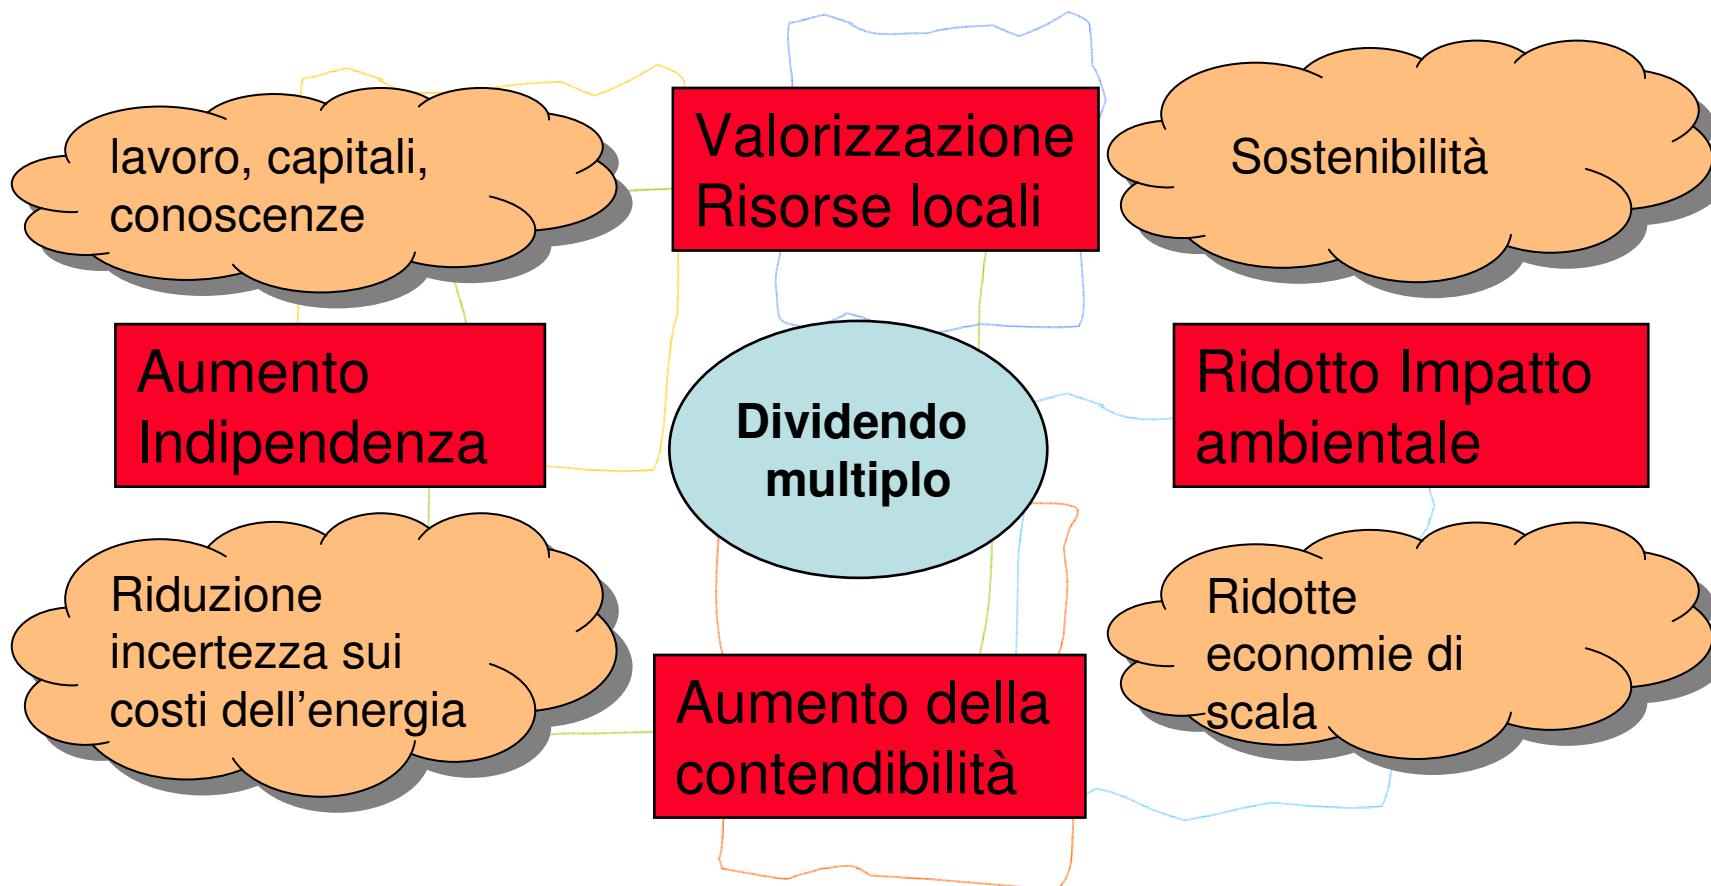 lavoro, capitali,
conoscenze
Valorizzazione
Risorse locali
Sostenibilità
Aumento
Indipendenza
Dividendo
multiplo
Ridotto Impatto
ambientale
Riduzione
incertezza sui
costi dell’energia
Aumento della
contendibilità
Ridotte
economie di
scala